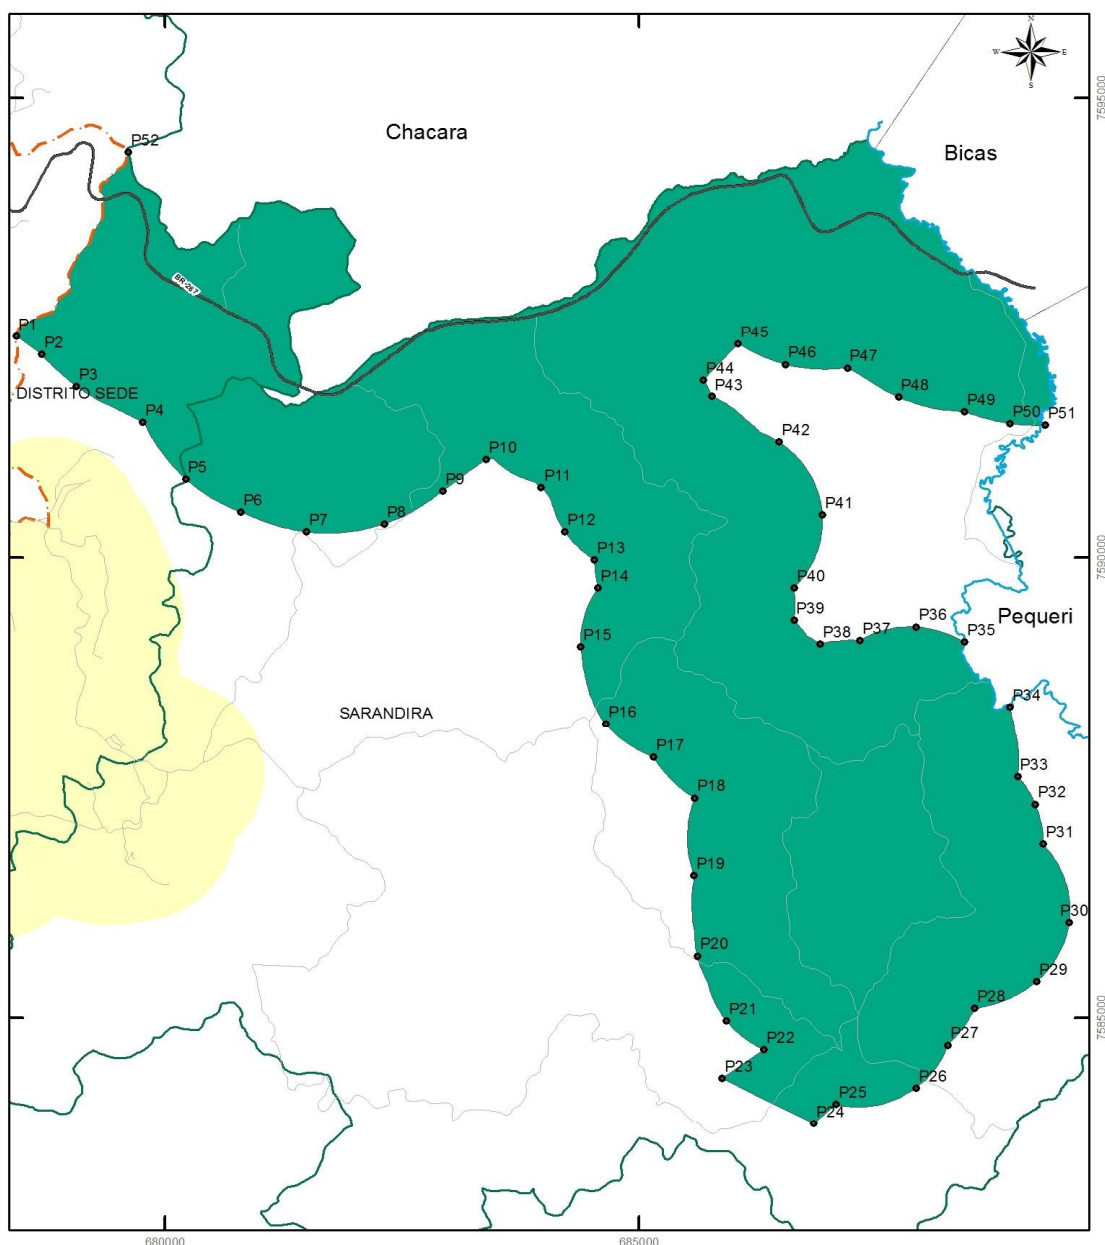 N
W E
S
7595000
Chacara
P52
Bicas
BR-267
P1
P2
P45
P46
P47
P3
P44
DISTRITO SEDE
P43
P48
P49
P4
P50
P51
P42
P10
P5
P9
P11
P6
P41
P7
P8
P12
P13
7590000
P14
P40
P39
P36
Pequeri
P15
P38
P37
P35
P34
SARANDIRA
P16
P17
P33
P18
P32
P31
P19
P30
P20
P29
P28
P21
7585000
P22
P27
P23
P26
P25
P24
680000
685000